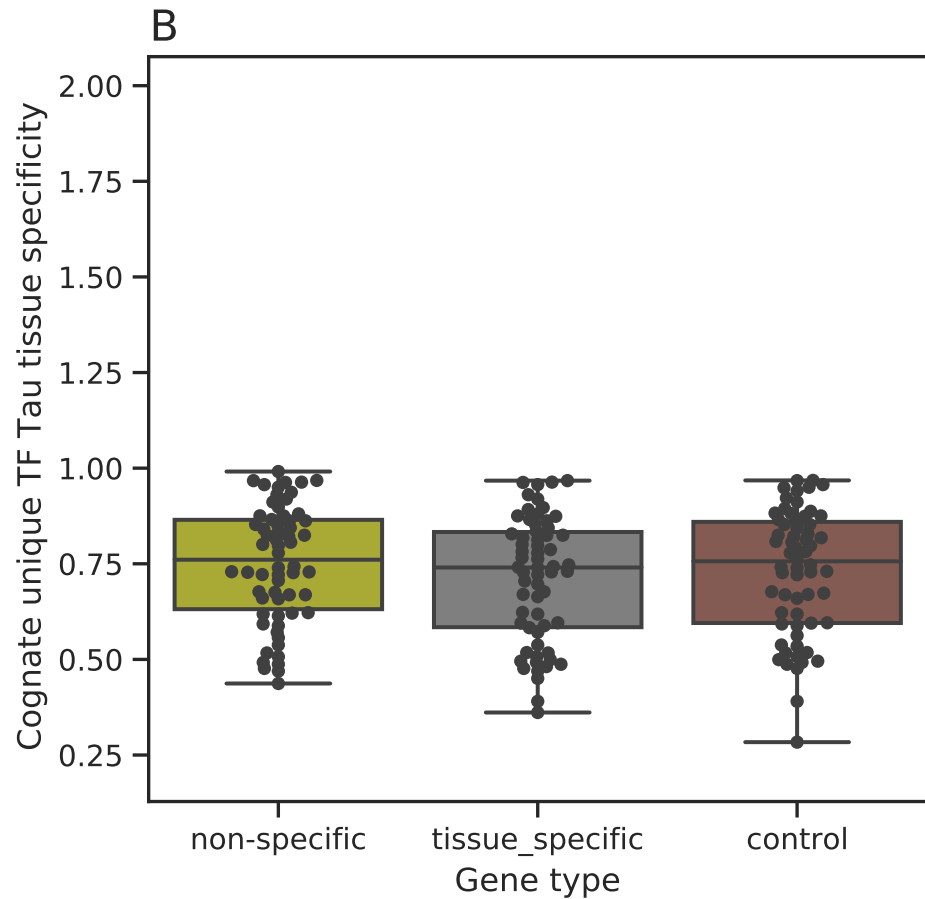 B
Cognate unique TF Tau tissue specificity
2.00
1.75
1.50
1.25
1.00
0.75
0.50
0.25
non-specific tissue_specific control
Gene type